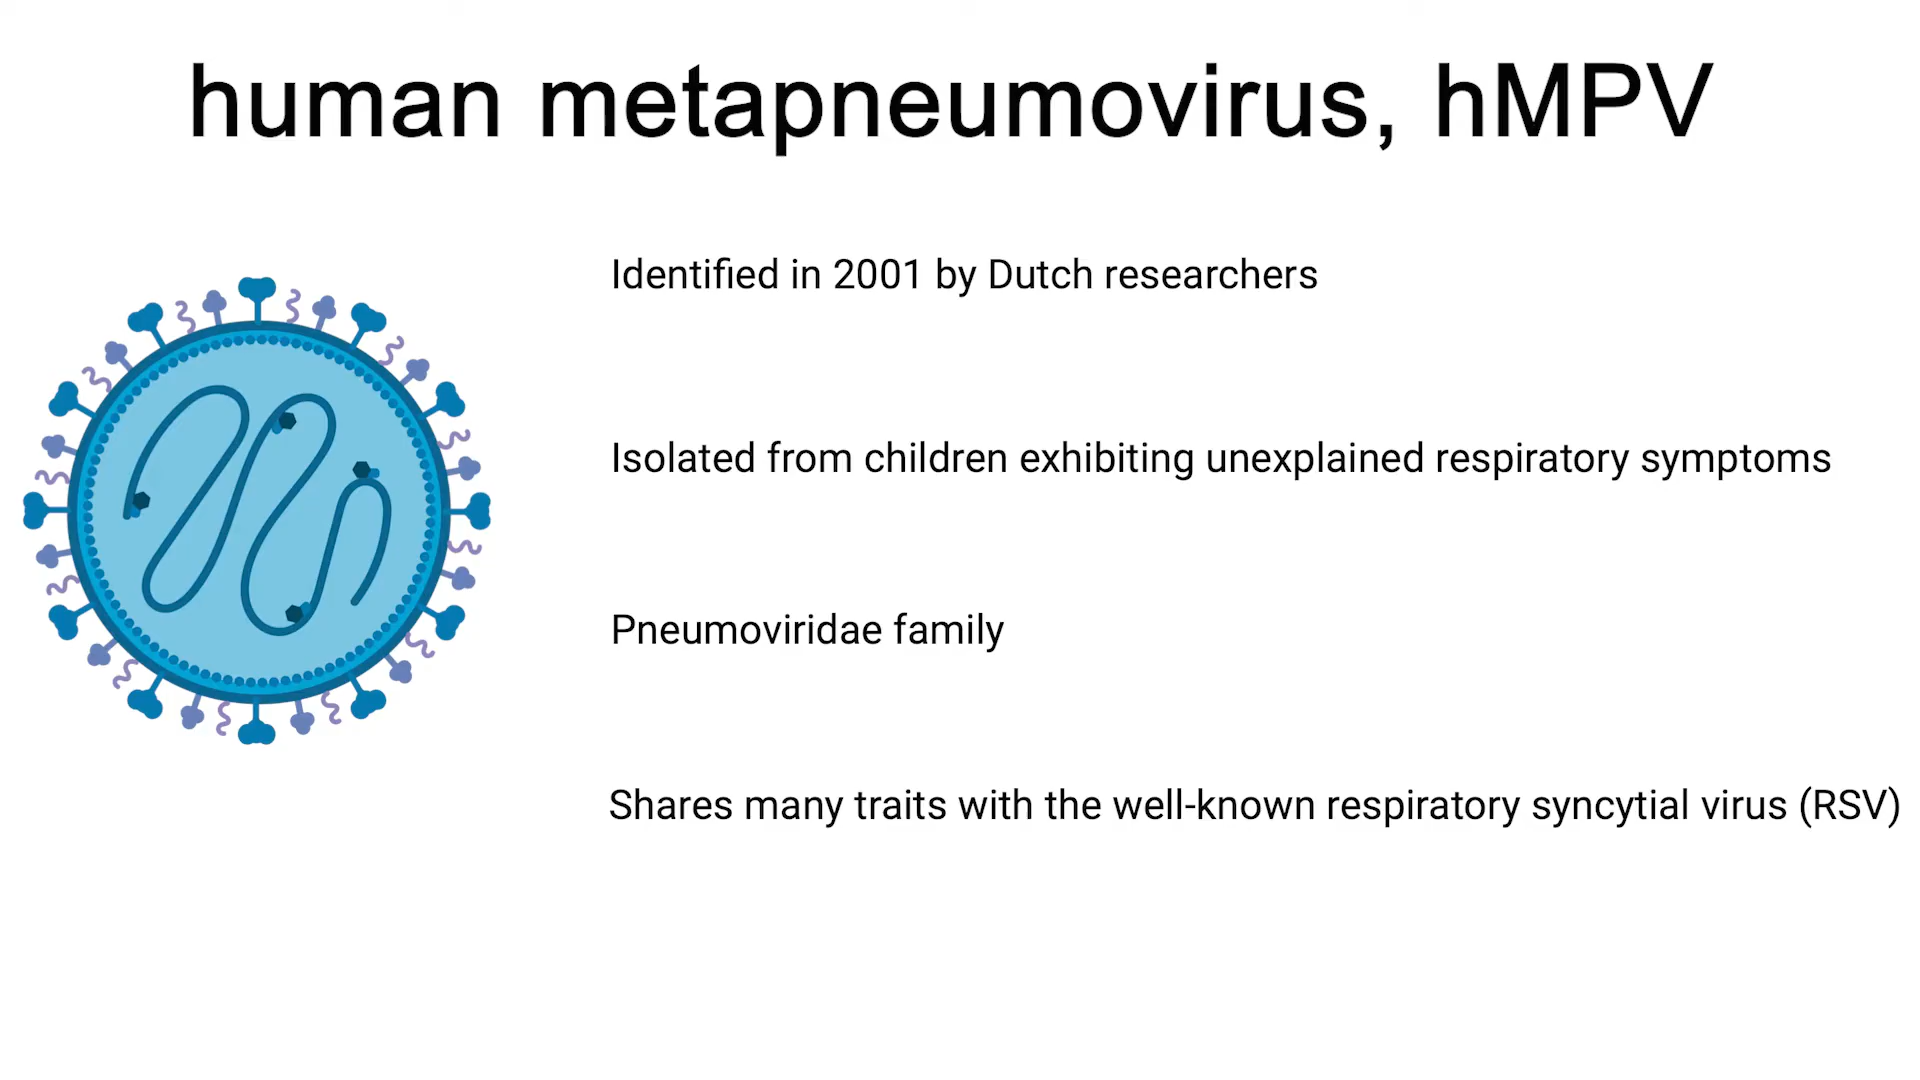 human metapneumovirus, hMPV
Identified in 2001 by Dutch researchers
Isolated from children exhibiting unexplained respiratory symptoms
Pneumoviridae family
Shares many traits with the well-known respiratory syncytial virus (RSV)